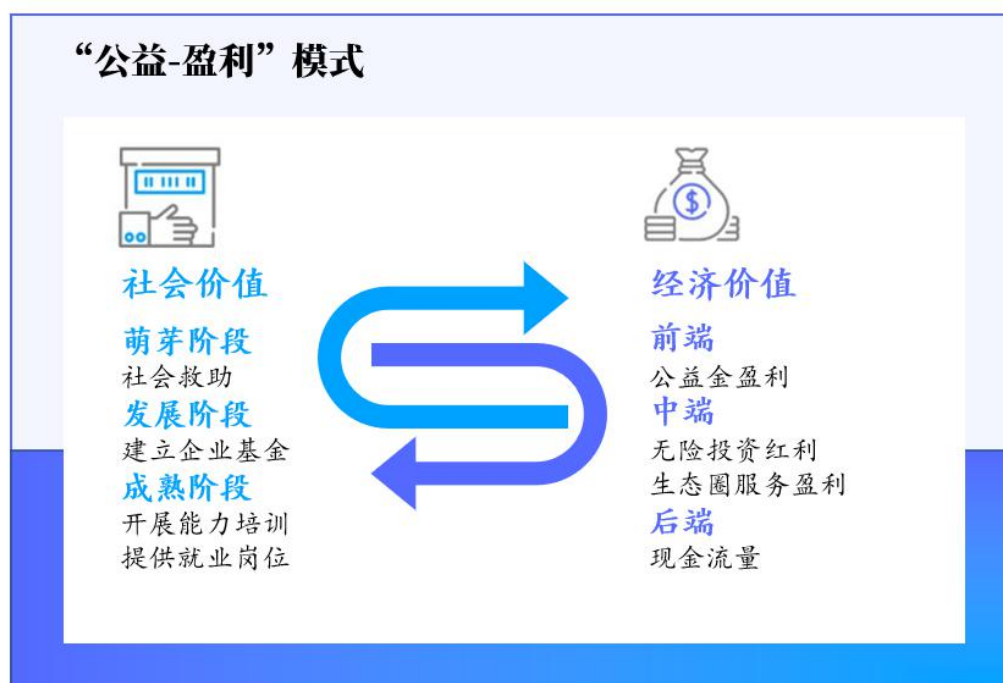 “公益-盈利”模式
社会价值
萌芽阶段
社会救助
发展阶段
建立企业基金
成熟阶段
开展能力培训
提供就业岗位
$
经济价值
前端
公益金盈利
中端
无险投资红利
生态圈服务盈利
后端
现金流量